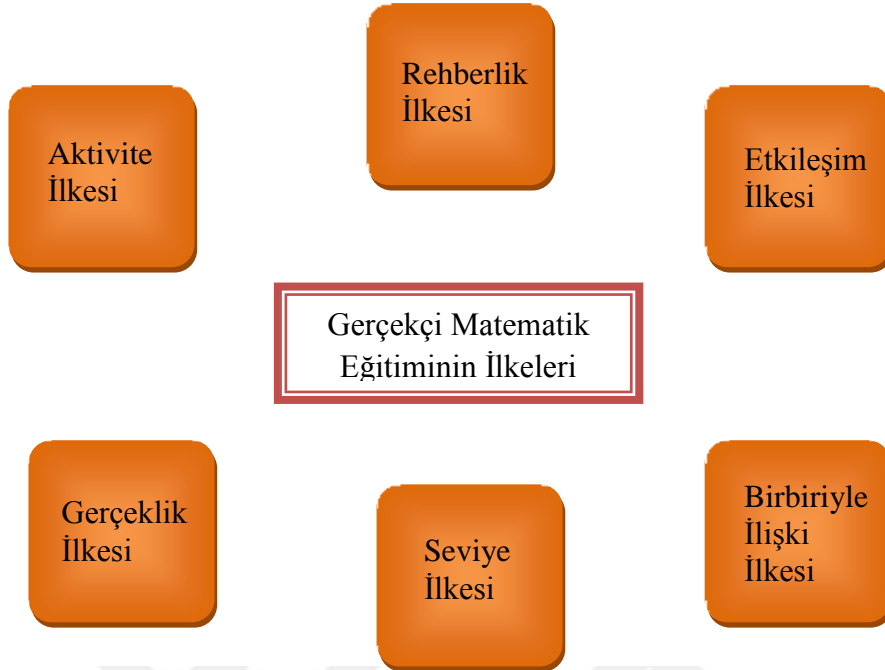 Rehberlik
İlkesi
Aktivite
İlkesi
Etkileşim
İlkesi
Gerçekçi Matematik
Eğitiminin İlkeleri
Gerçeklik
İlkesi
Seviye
İlkesi
Birbiriyle
İlişki
İlkesi